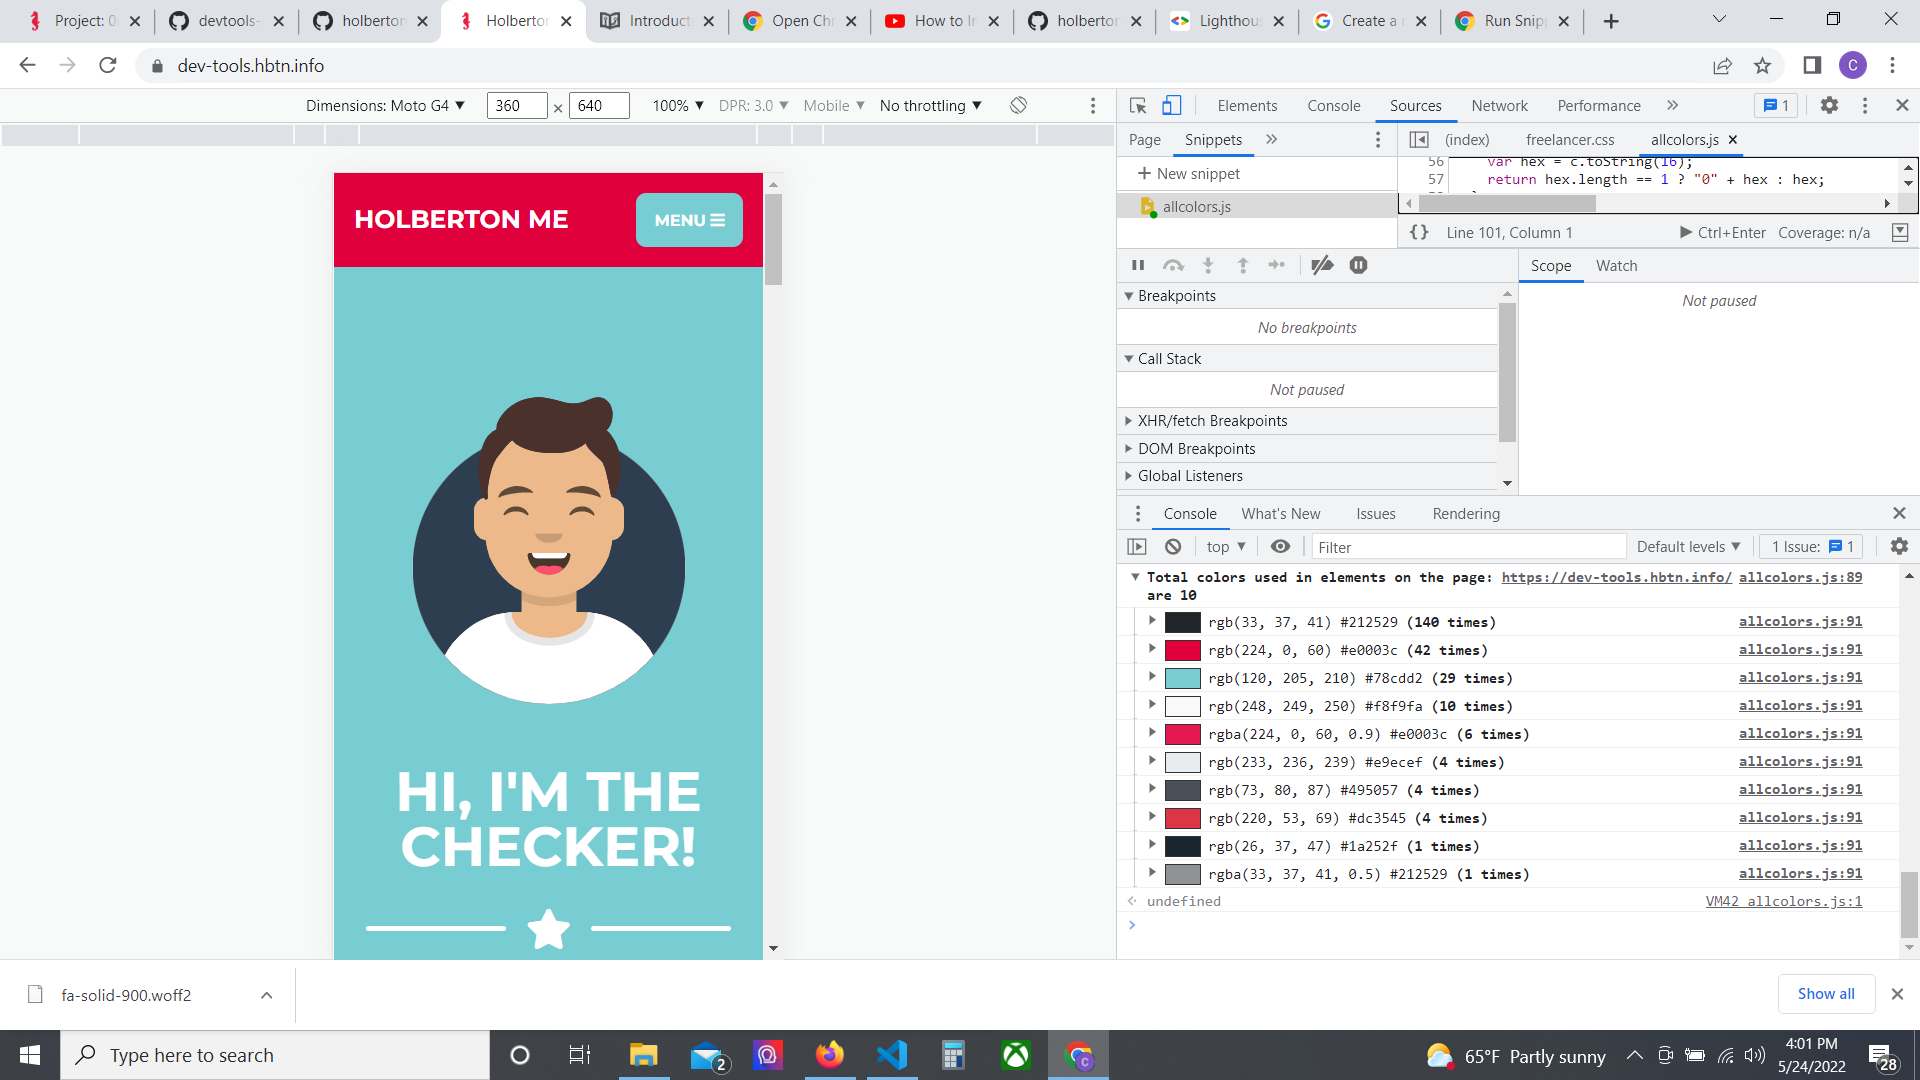 Project: 0
devtools-
holberton
Holberton
Introduct
Open Chr
How to In
holberton
Lighthous
Create a r
Run Snipp
dev-tools.hbtn.info
C
Dimensions: Moto G4 ▼ 360 × 640 100% ▼ DPR: 3.0 ▼ Mobile ▼ No throttling ▼
Elements Console Sources Network Performance » 1
Page Snippets »
(index) freelancer.css allcolors.js ×
+ New snippet
allcolors.js
56 var hex = c.toString(16);
57 return hex.length == 1 ? "0" + hex : hex;
{} Line 101, Column 1 Ctrl+Enter Coverage: n/a
Scope Watch
Not paused
Breakpoints
No breakpoints
Call Stack
Not paused
XHR/fetch Breakpoints
DOM Breakpoints
Global Listeners
Console What's New Issues Rendering
top ▼ Filter Default levels ▼ 1 Issue: 1
Total colors used in elements on the page: https://dev-tools.hbtn.info/ allcolors.js:89
are 10
rgb(33, 37, 41) #212529 (140 times) allcolors.js:91
rgb(224, 0, 60) #e0003c (42 times) allcolors.js:91
rgb(120, 205, 210) #78cdd2 (29 times) allcolors.js:91
rgb(248, 249, 250) #f8f9fa (10 times) allcolors.js:91
rgba(224, 0, 60, 0.9) #e0003c (6 times) allcolors.js:91
rgb(233, 236, 239) #e9ecef (4 times) allcolors.js:91
rgb(73, 80, 87) #495057 (4 times) allcolors.js:91
rgb(220, 53, 69) #dc3545 (4 times) allcolors.js:91
rgb(26, 37, 47) #1a252f (1 times) allcolors.js:91
rgba(33, 37, 41, 0.5) #212529 (1 times) allcolors.js:91
undefined VM42 allcolors.js:1
HOLBERTON ME
MENU
HI, I'M THE
CHECKER!
fa-solid-900.woff2
Show all
Type here to search
2
C
65°F Partly sunny
4:01 PM
5/24/2022
28